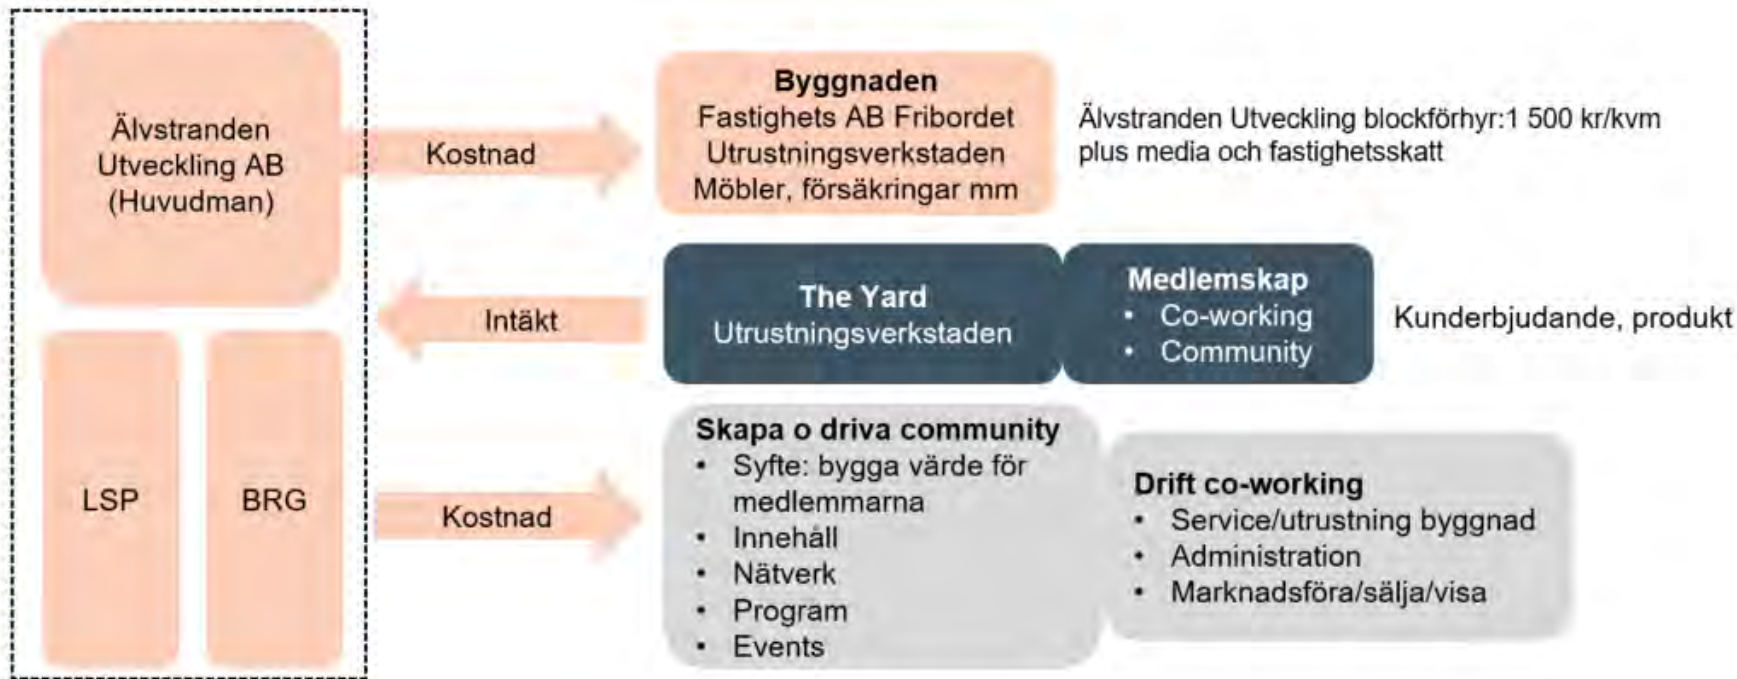 Älvstranden
Utveckling AB
(Huvudman)
LSP
BRG
Kostnad
Byggnaden
Fastighets AB Fribordet
Utrustningsverkstaden
Möbler, försäkringar mm
Älvstranden Utveckling blockförhyr:1 500 kr/kvm
plus media och fastighetsskatt
Intäkt
The Yard
Utrustningsverkstaden
Medlemskap
• Co-working
• Community
Kunderbjudande, produkt
Kostnad
Skapa o driva community
• Syfte: bygga värde för
medlemmarna
• Innehåll
• Nätverk
• Program
• Events
Drift co-working
• Service/utrustning byggnad
• Administration
• Marknadsföra/sälja/visa